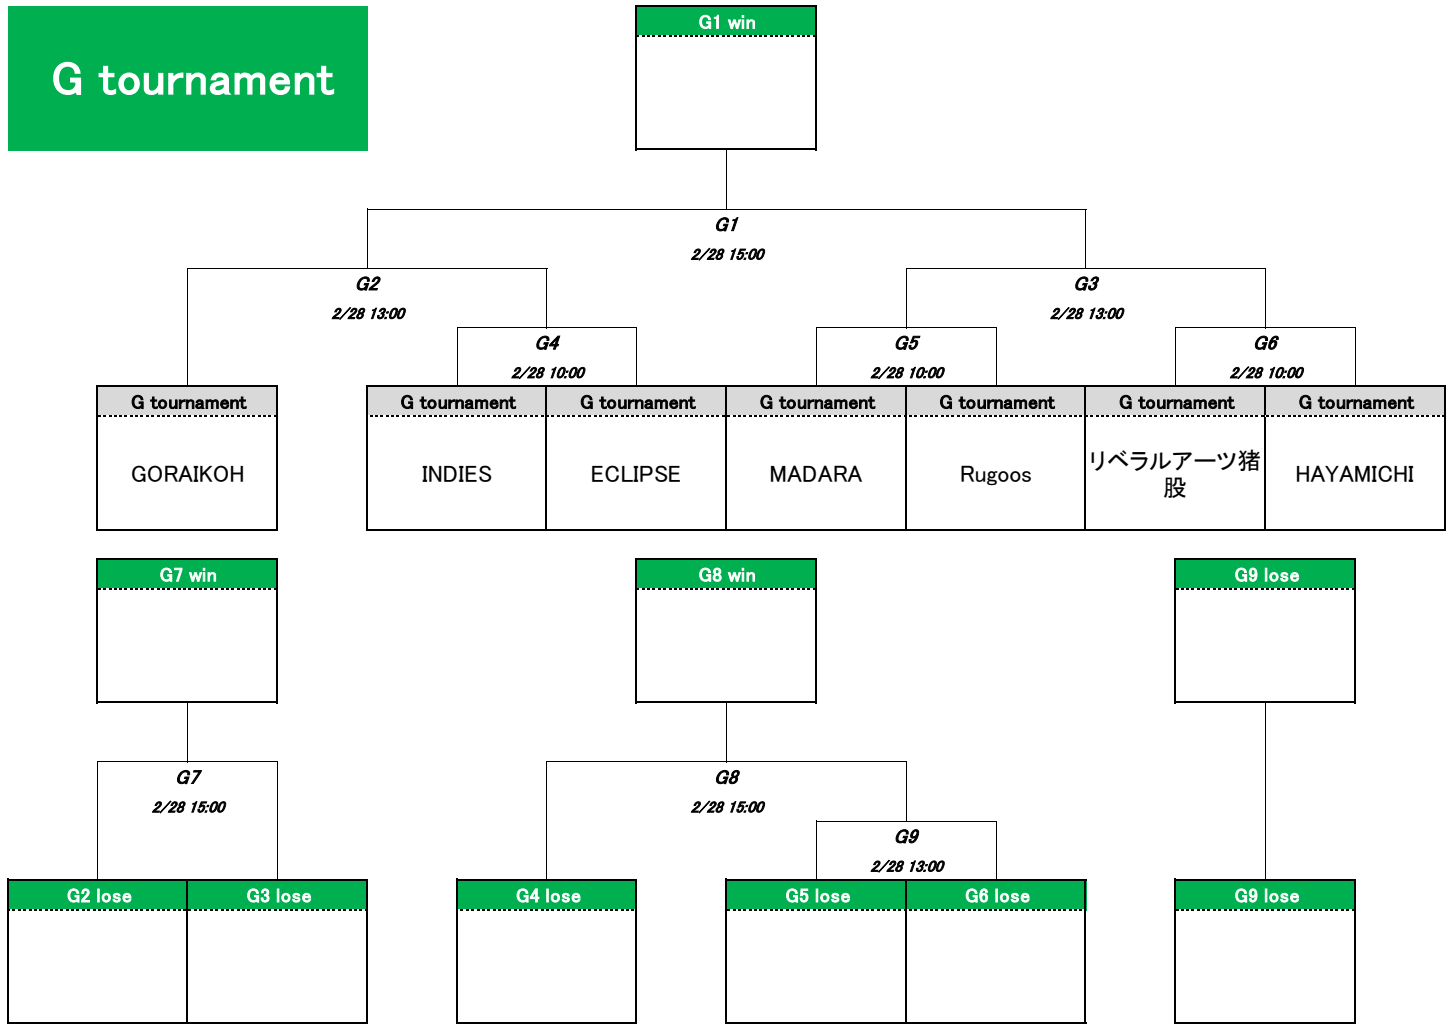 G tournament
G1 win
G1
2/28 15:00
G2
G3
2/28 13:00
2/28 13:00
G4
G5
G6
2/28 10:00
2/28 10:00
2/28 10:00
G tournament
G tournament
G tournament
G tournament
G tournament
G tournament
G tournament
GORAIKOH
INDIES
ECLIPSE
MADARA
Rugoos
リベラルアーツ猪
股
HAYAMICHI
G7 win
G8 win
G9 lose
G7
G8
2/28 15:00
2/28 15:00
G9
2/28 13:00
G2 lose
G3 lose
G4 lose
G5 lose
G6 lose
G9 lose